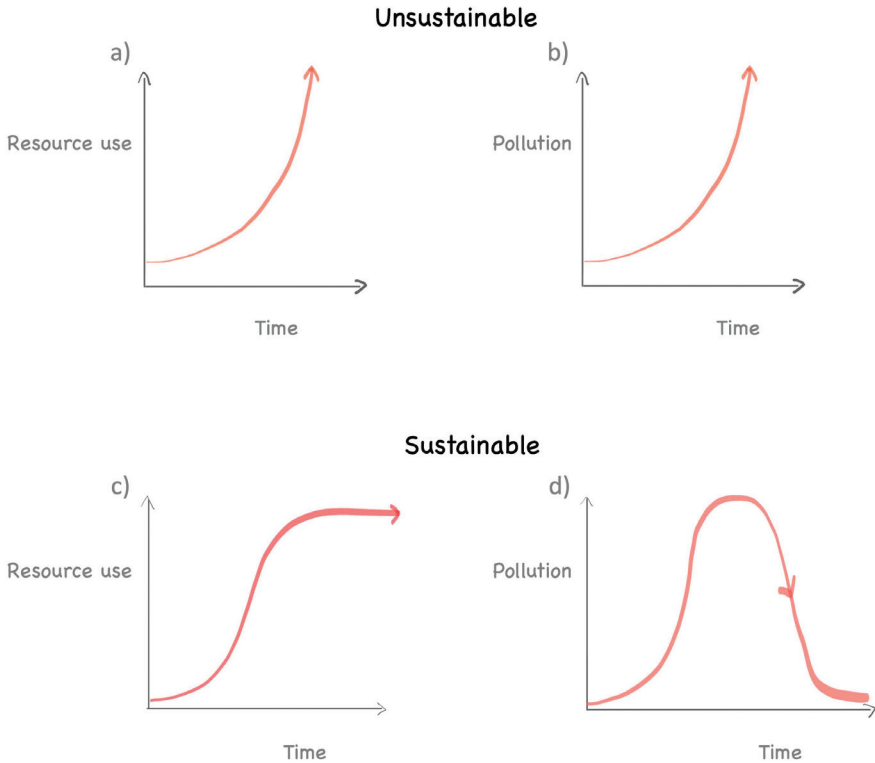 Unsustainable
a)
b)
Resource use
Pollution
Time
Time
Sustainable
c)
d)
Resource use
Pollution
Time
Time